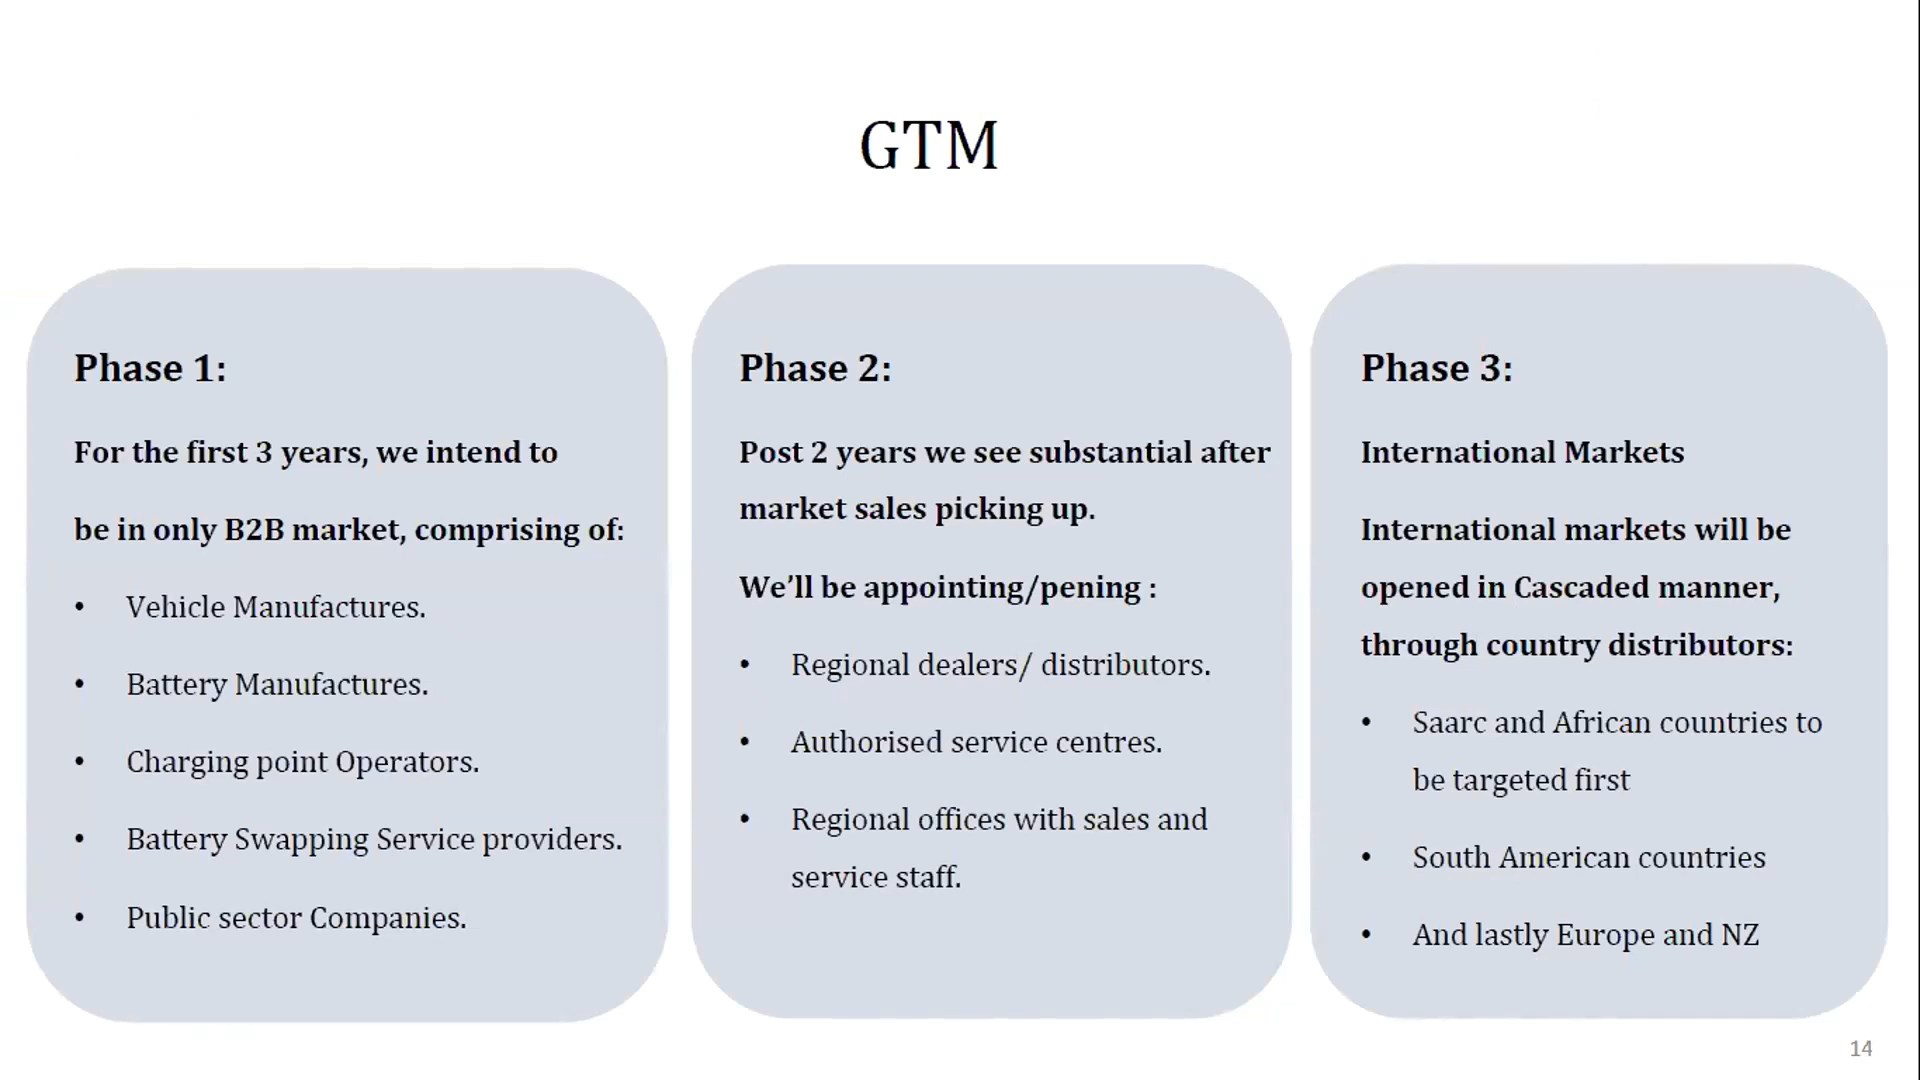 GTM
Phase 1:
For the first 3 years, we intend to
be in only B2B market, comprising of:
• Vehicle Manufactures.
• Battery Manufactures.
• Charging point Operators.
• Battery Swapping Service providers.
• Public sector Companies.
Phase 2:
Post 2 years we see substantial after
market sales picking up.
We’ll be appointing/pening :
• Regional dealers/ distributors.
• Authorised service centres.
• Regional offices with sales and
service staff.
Phase 3:
International Markets
International markets will be
opened in Cascaded manner,
through country distributors:
• Saarc and African countries to
be targeted first
• South American countries
• And lastly Europe and NZ
14